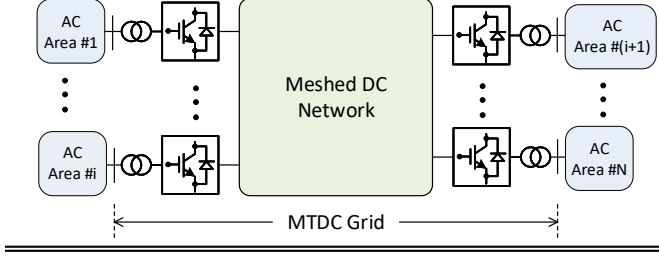 AC
Area #1
AC
Area #i
Meshed DC
Network
AC
Area #(i+1)
AC
Area #N
MTDC Grid